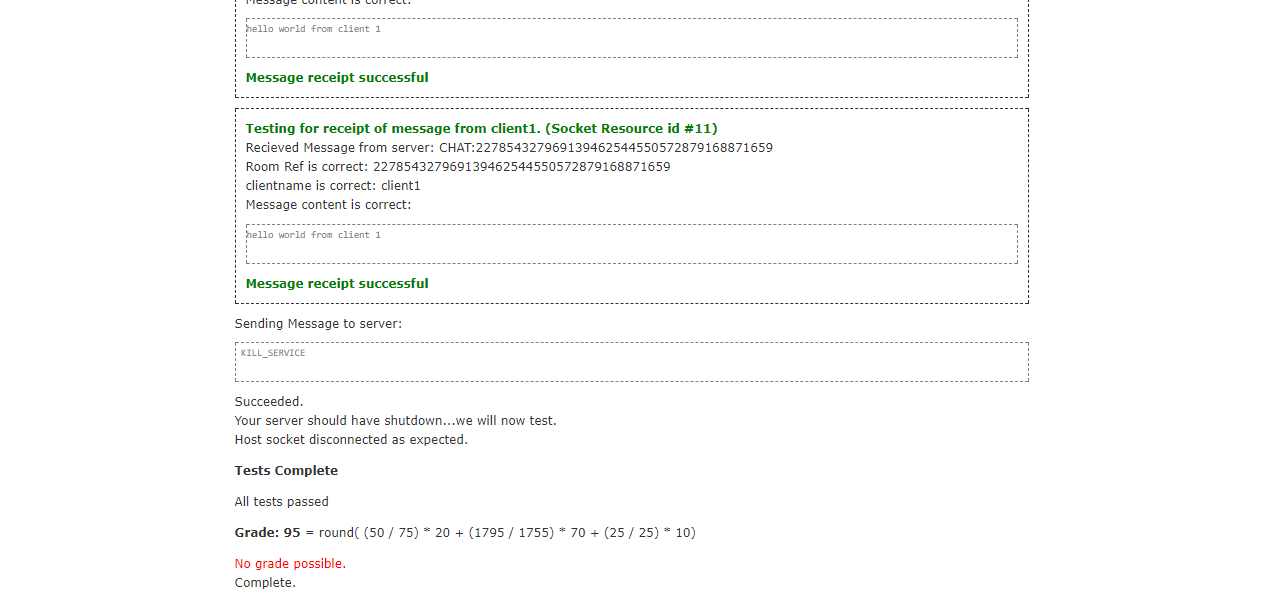 Message content is correct:
hello world from client 1
Message receipt successful
Testing for receipt of message from client1. (Socket Resource id #11)
Recieved Message from server: CHAT:227854327969139462544550572879168871659
Room Ref is correct: 227854327969139462544550572879168871659
clientname is correct: client1
Message content is correct:
hello world from client 1
Message receipt successful
Sending Message to server:
KILL_SERVICE
Succeeded.
Your server should have shutdown...we will now test.
Host socket disconnected as expected.
Tests Complete
All tests passed
Grade: 95 = round( (50 / 75) * 20 + (1795 / 1755) * 70 + (25 / 25) * 10)
No grade possible.
Complete.